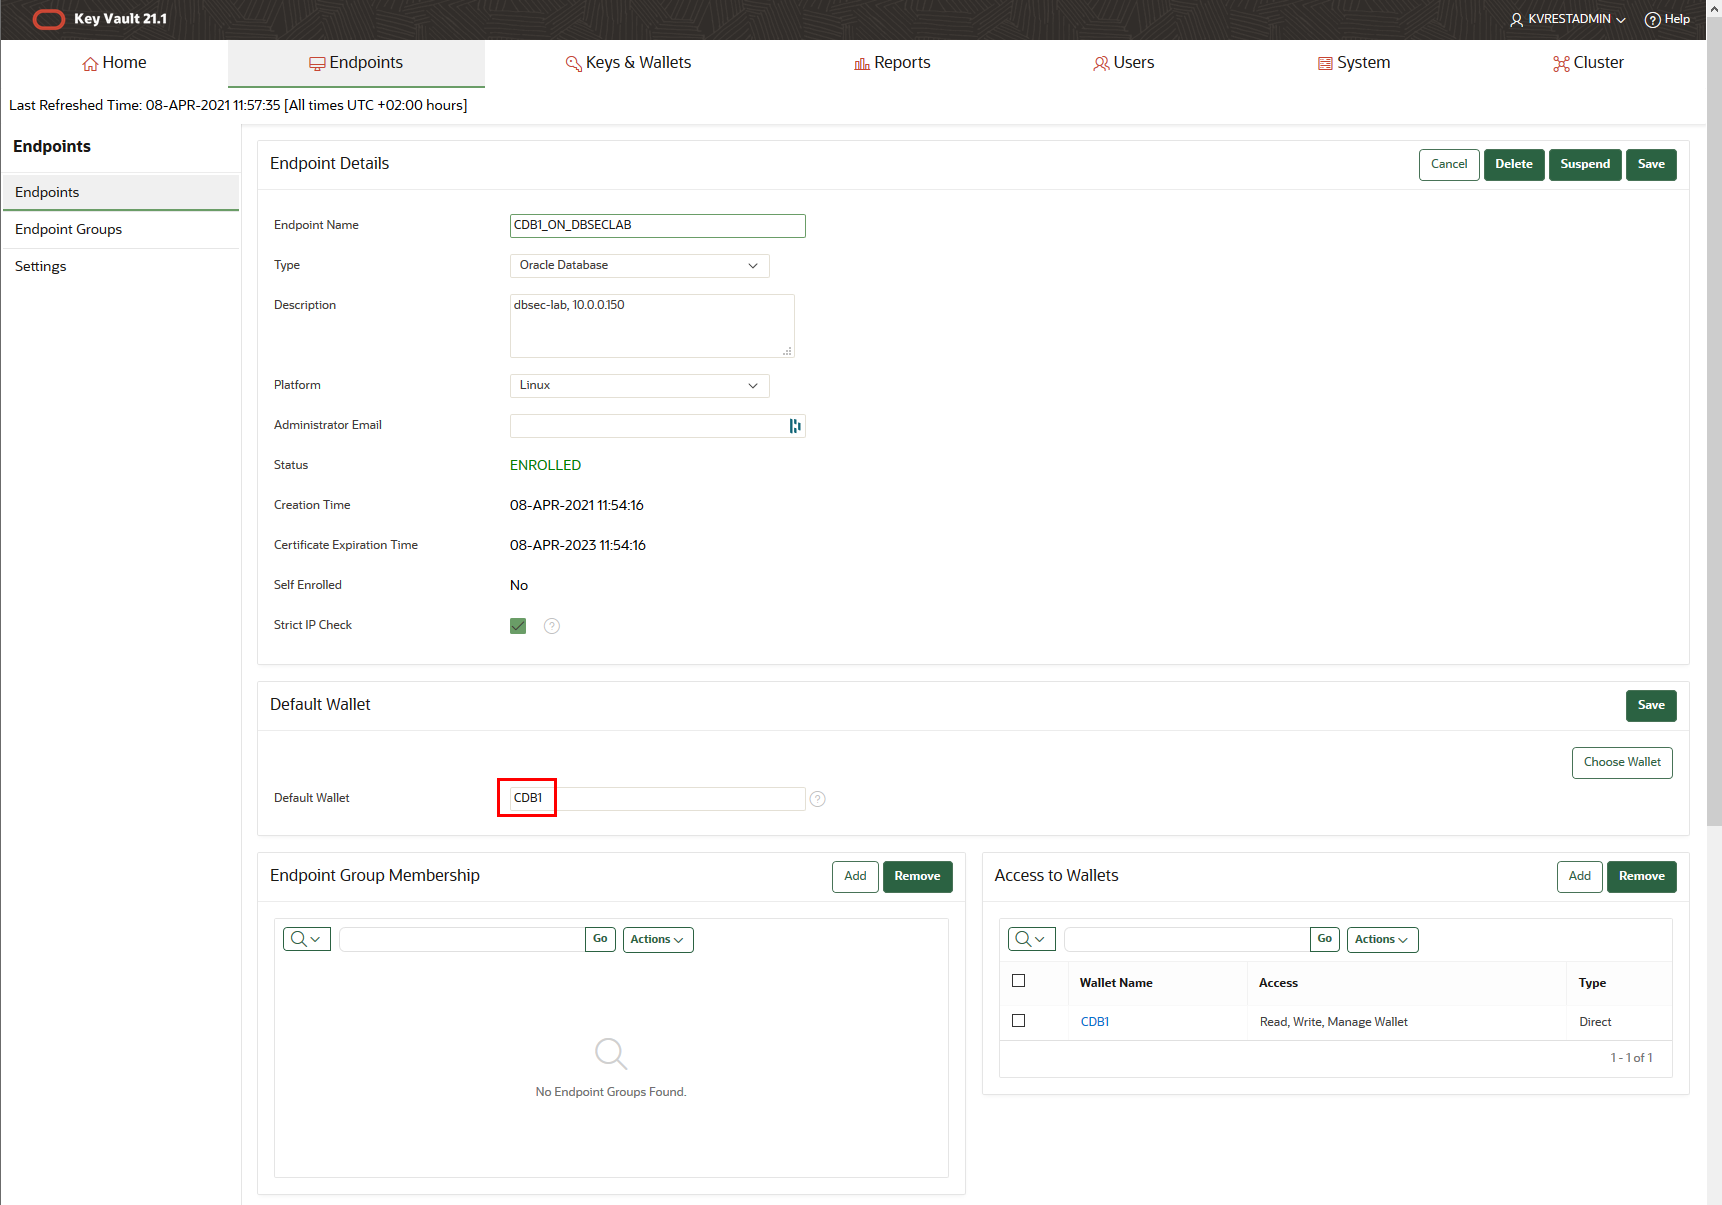 Key Vault 21.1
KVRESTADMIN
Help
Home
Endpoints
Keys & Wallets
Reports
Users
System
Cluster
Last Refreshed Time: 08-APR-2021 11:57:35 [All times UTC +02:00 hours]
Endpoints
Endpoints
Endpoint Groups
Settings
Endpoint Details
Cancel
Delete
Suspend
Save
Endpoint Name
CDB1_ON_DBSECLAB
Type
Oracle Database
Description
dbsec-lab, 10.0.0.150
Platform
Linux
Administrator Email
Status
ENROLLED
Creation Time
08-APR-2021 11:54:16
Certificate Expiration Time
08-APR-2023 11:54:16
Self Enrolled
No
Strict IP Check
?
Default Wallet
Save
Choose Wallet
Default Wallet
CDB1
?
Endpoint Group Membership
Add
Remove
Go
Actions
No Endpoint Groups Found.
Access to Wallets
Add
Remove
Go
Actions
Wallet Name
Access
Type
CDB1
Read, Write, Manage Wallet
Direct
1 - 1 of 1